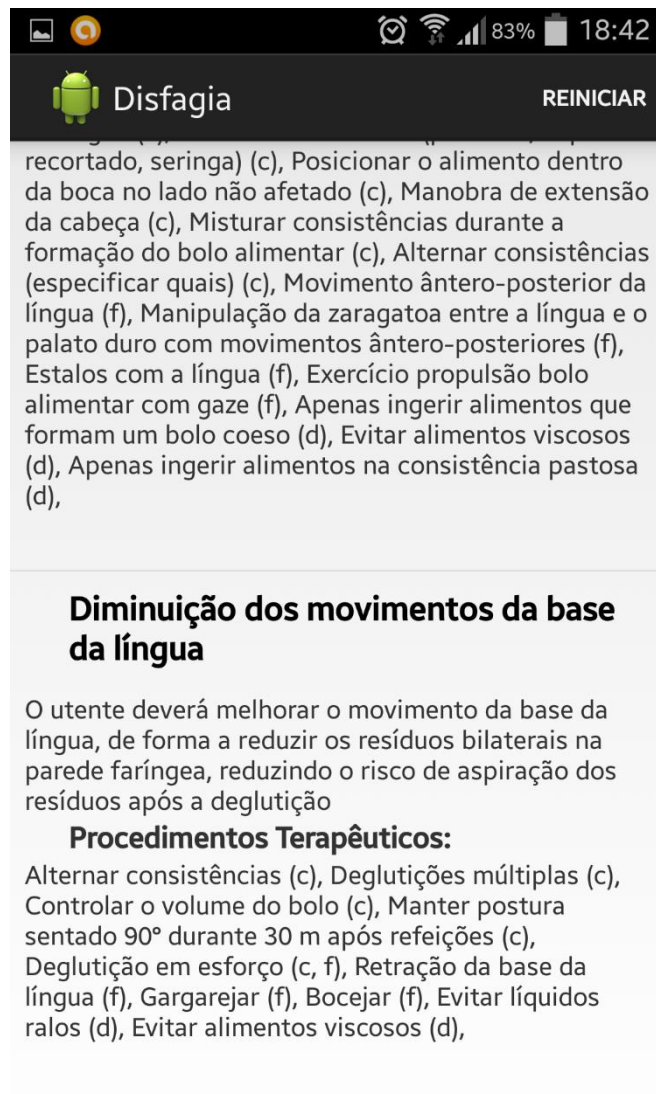 83% 18:42
Disfagia REINICIAR
recortado, seringa) (c), Posicionar o alimento dentro
da boca no lado não afetado (c), Manobra de extensão
da cabeça (c), Misturar consistências durante a
formação do bolo alimentar (c), Alternar consistências
(especificar quais) (c), Movimento ântero-posterior da
língua (f), Manipulação da zaragatoa entre a língua e o
palato duro com movimentos ântero-posteriores (f),
Estalos com a língua (f), Exercício propulsão bolo
alimentar com gaze (f), Apenas ingerir alimentos que
formam um bolo coeso (d), Evitar alimentos viscosos
(d), Apenas ingerir alimentos na consistência pastosa
(d),
Diminuição dos movimentos da base
da língua
O utente deverá melhorar o movimento da base da
língua, de forma a reduzir os resíduos bilaterais na
parede faríngea, reduzindo o risco de aspiração dos
resíduos após a deglutição
Procedimentos Terapêuticos:
Alternar consistências (c), Deglutições múltiplas (c),
Controlar o volume do bolo (c), Manter postura
sentado 90º durante 30 m após refeições (c),
Deglutição em esforço (c, f), Retração da base da
língua (f), Gargarejar (f), Bocejar (f), Evitar líquidos
ralos (d), Evitar alimentos viscosos (d),